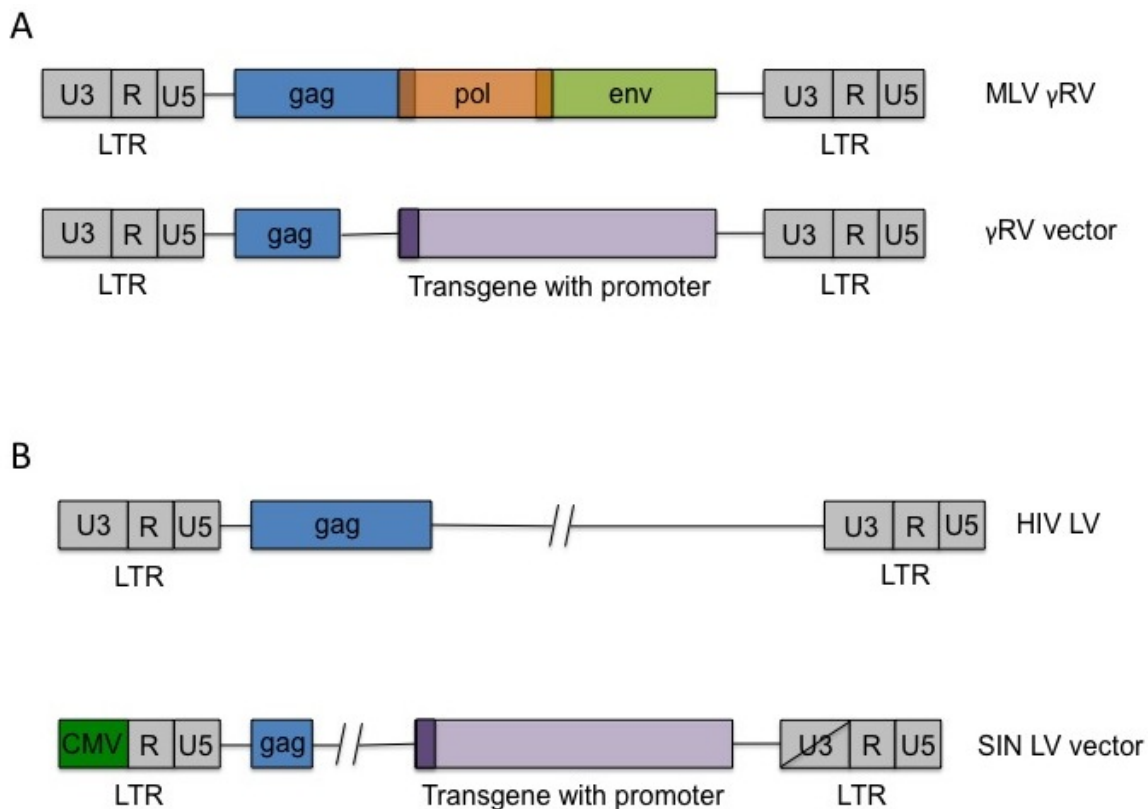 A
U3 R U5 gag pol env U3 R U5 MLV γRV
LTR LTR
U3 R U5 gag U3 R U5 γRV vector
LTR Transgene with promoter LTR
B
U3 R U5 gag U3 R U5 HIV LV
LTR LTR
CMV R U5 gag U3 R U5 SIN LV vector
LTR Transgene with promoter LTR